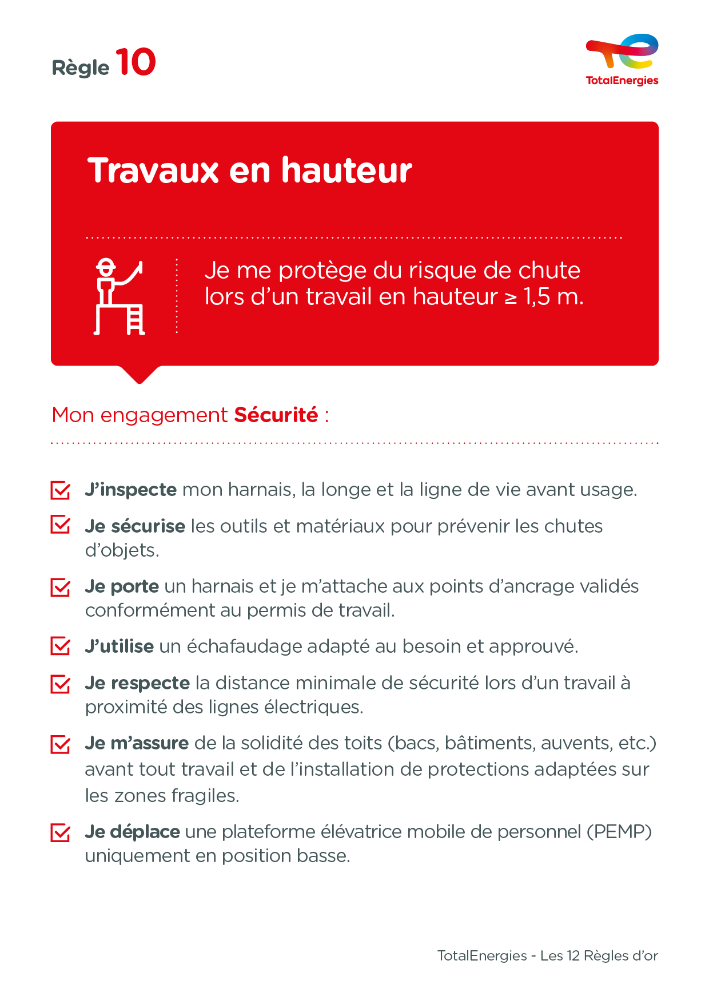 Règle 10
TotalEnergies
Travaux en hauteur
Je me protège du risque de chute
lors d’un travail en hauteur ≥ 1,5 m.
Mon engagement Sécurité :
J’inspecte mon harnais, la longe et la ligne de vie avant usage.
Je sécurise les outils et matériaux pour prévenir les chutes
d’objets.
Je porte un harnais et je m’attache aux points d’ancrage validés
conformément au permis de travail.
J’utilise un échafaudage adapté au besoin et approuvé.
Je respecte la distance minimale de sécurité lors d’un travail à
proximité des lignes électriques.
Je m’assure de la solidité des toits (bacs, bâtiments, auvents, etc.)
avant tout travail et de l’installation de protections adaptées sur
les zones fragiles.
Je déplace une plateforme élévatrice mobile de personnel (PEMP)
uniquement en position basse.
TotalEnergies - Les 12 Règles d’or